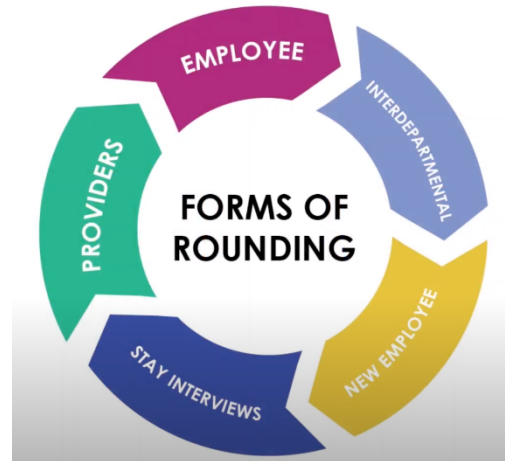 FORMS OF
ROUNDING
EMPLOYEE
INTERDEPARTMENTAL
NEW EMPLOYEE
STAY INTERVIEWS
PROVIDERS